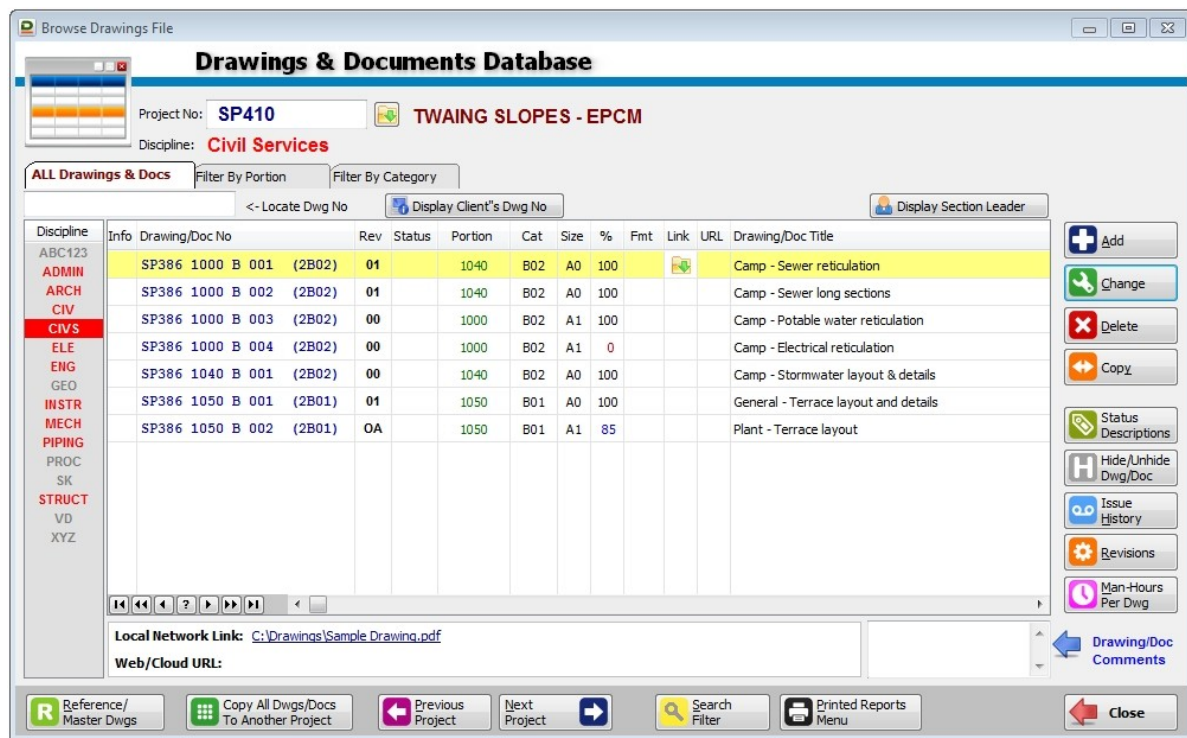 Browse Drawings File
Drawings & Documents Database
Project No: SP410 TWAING SLOPES - EPCM
Discipline: Civil Services
ALL Drawings & Docs Filter By Portion Filter By Category
<- Locate Dwg No Display Client"s Dwg No Display Section Leader
Discipline Info Drawing/Doc No Rev Status Portion Cat Size % Fmt Link URL Drawing/Doc Title
SP386 1000 B 001 (2B02) 01 1040 B02 A0 100 Camp - Sewer reticulation
SP386 1000 B 002 (2B02) 01 1040 B02 A0 100 Camp - Sewer long sections
SP386 1000 B 003 (2B02) 00 1000 B02 A1 100 Camp - Potable water reticulation
SP386 1000 B 004 (2B02) 00 1000 B02 A1 0 Camp - Electrical reticulation
SP386 1040 B 001 (2B02) 00 1040 B02 A0 100 Camp - Stormwater layout & details
SP386 1050 B 001 (2B01) 01 1050 B01 A0 100 General - Terrace layout and details
SP386 1050 B 002 (2B01) OA 1050 B01 A1 85 Plant - Terrace layout
ABC123
ADMIN
ARCH
CIV
CIVS
ELE
ENG
GEO
INSTR
MECH
PIPING
PROC
SK
STRUCT
VD
XYZ
Add
Change
Delete
Copy
Status
Descriptions
H Hide/Unhide
Dwg/Doc
Issue
History
Revisions
Man-Hours
Per Dwg
?
Local Network Link: C:\Drawings\Sample Drawing.pdf
Web/Cloud URL:
Drawing/Doc
Comments
R Reference/
Master Dwgs
Copy All Dwgs/Docs
To Another Project
Previous
Project
Next
Project
Search
Filter
Printed Reports
Menu
Close